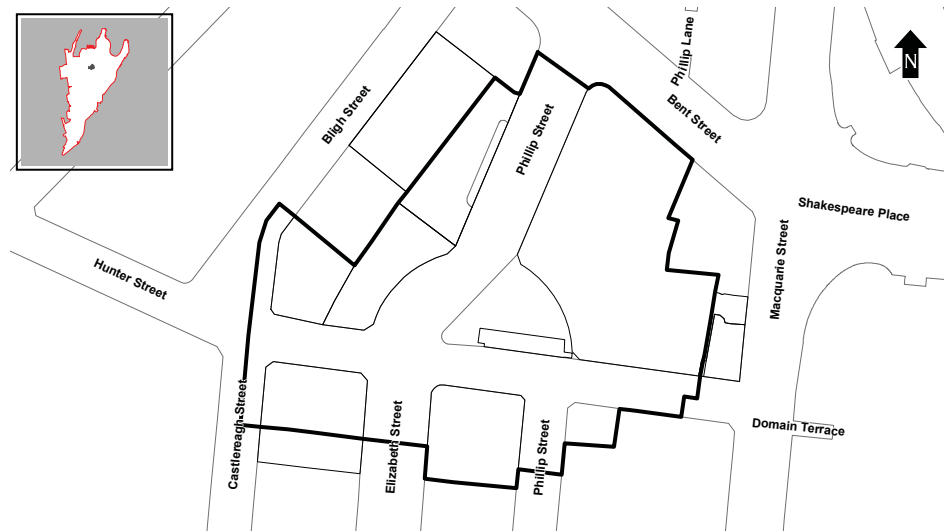 Phillip Lane
N
Bligh Street
Phillip Street
Bent Street
Shakespeare Place
Macquarie Street
Hunter Street
Castlereagh Street
Elizabeth Street
Phillip Street
Domain Terrace